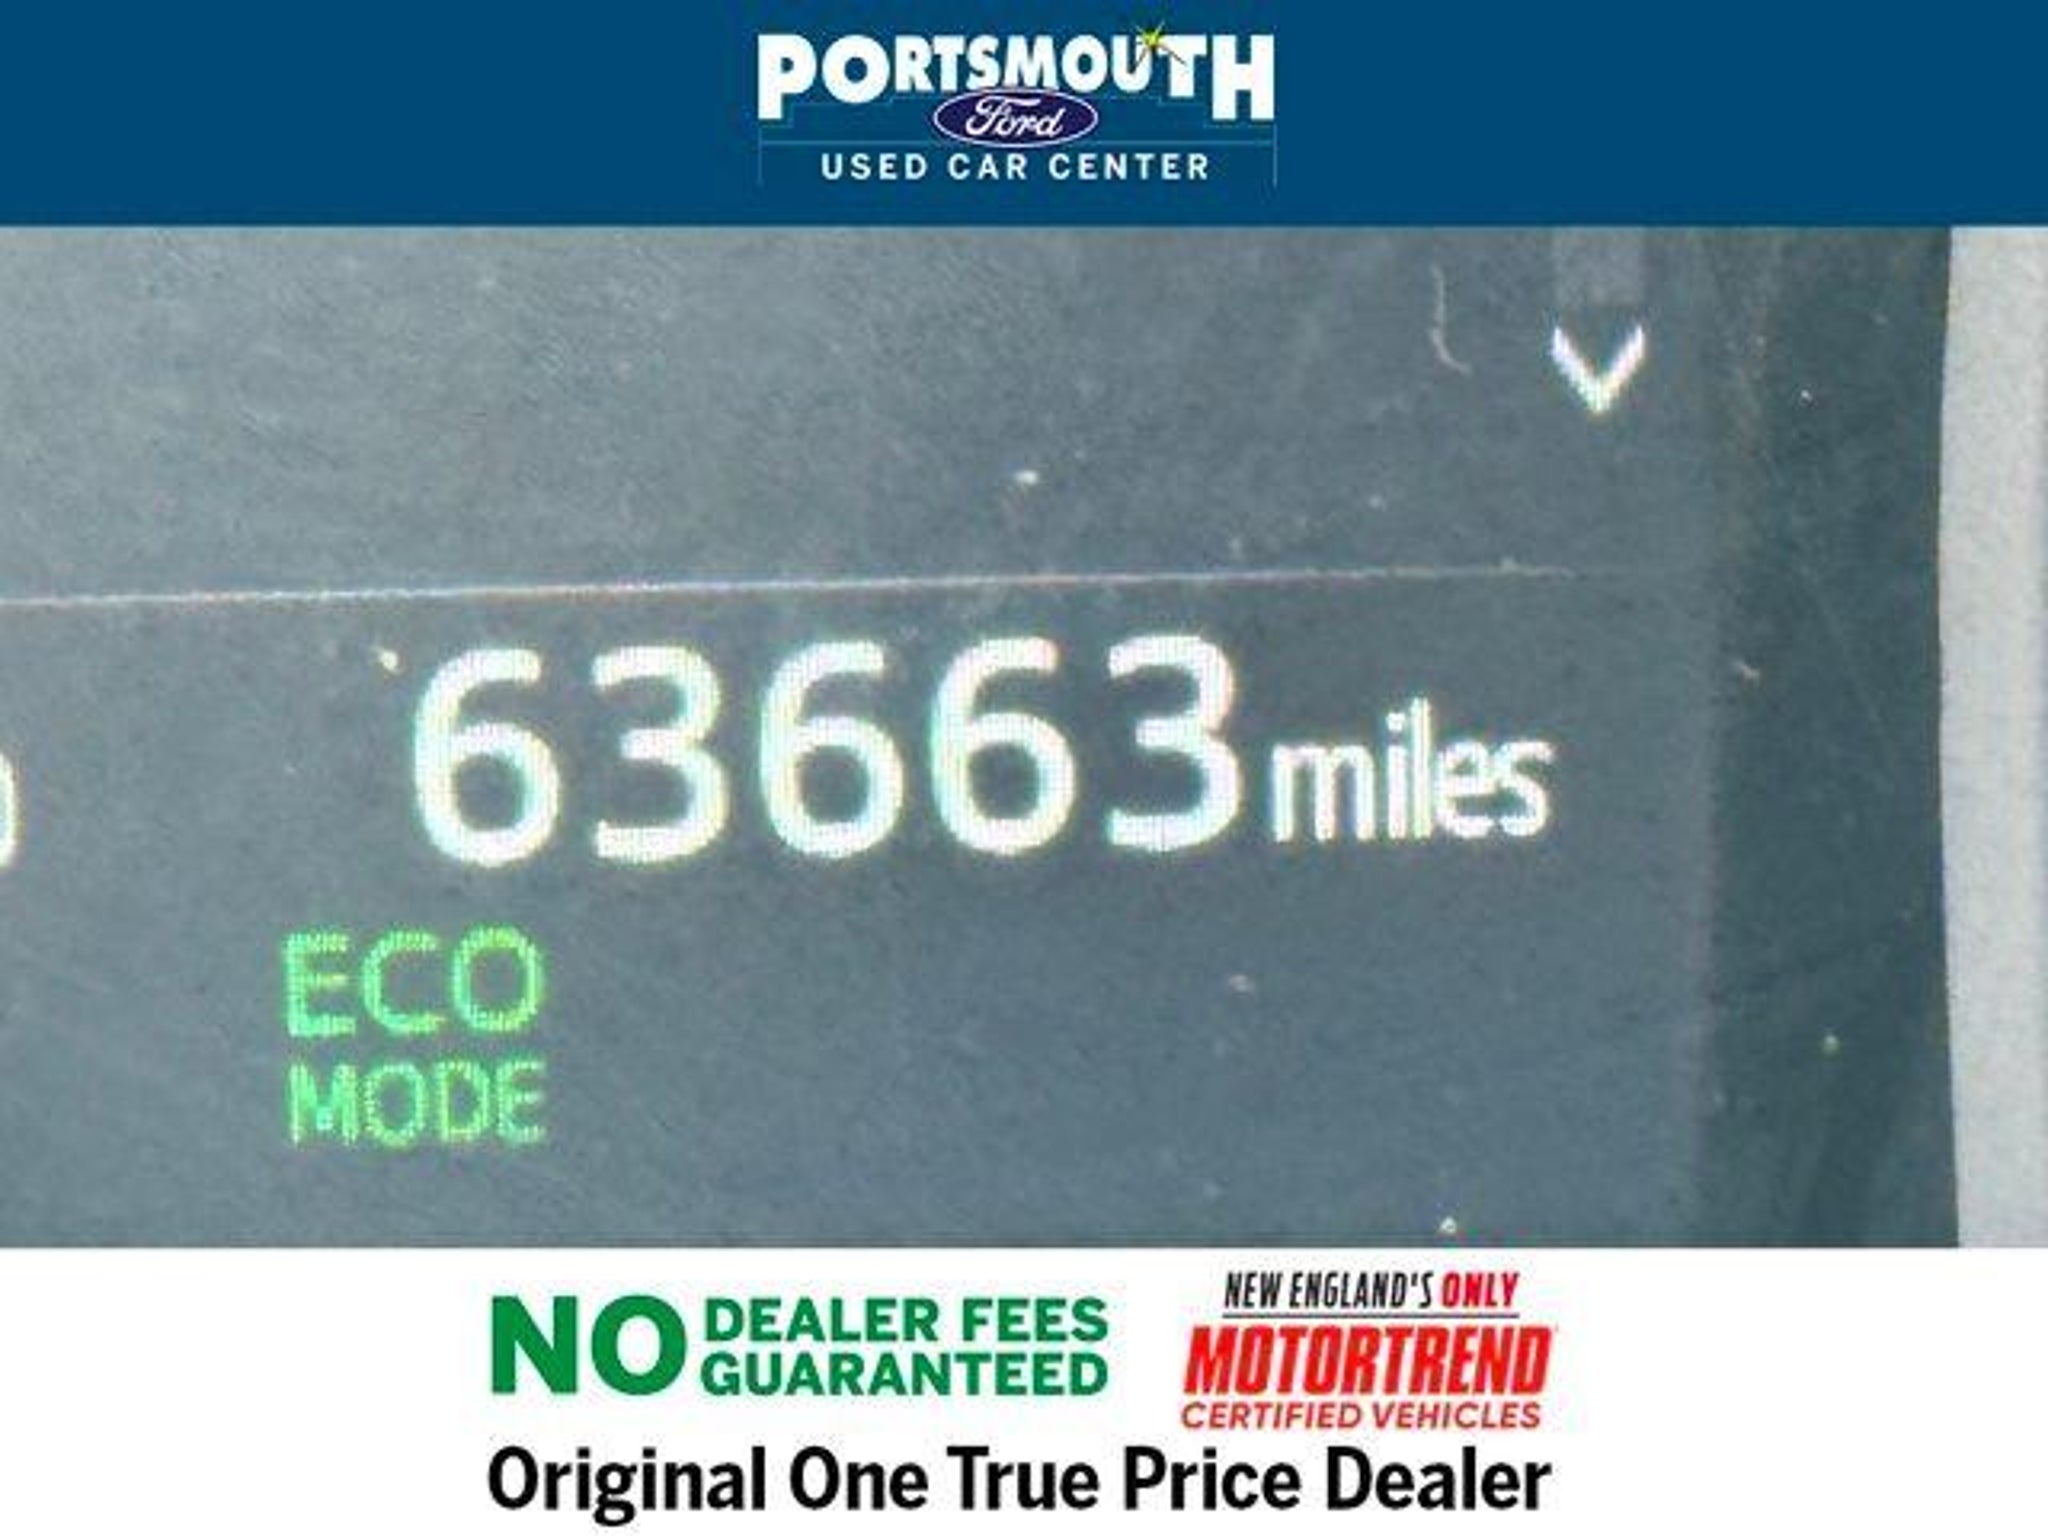 PORTSMOUTH
Ford
USED CAR CENTER
63663 miles
ECO
MODE
NO DEALER FEES
GUARANTEED
NEW ENGLAND'S ONLY
MOTORTREND
CERTIFIED VEHICLES
Original One True Price Dealer